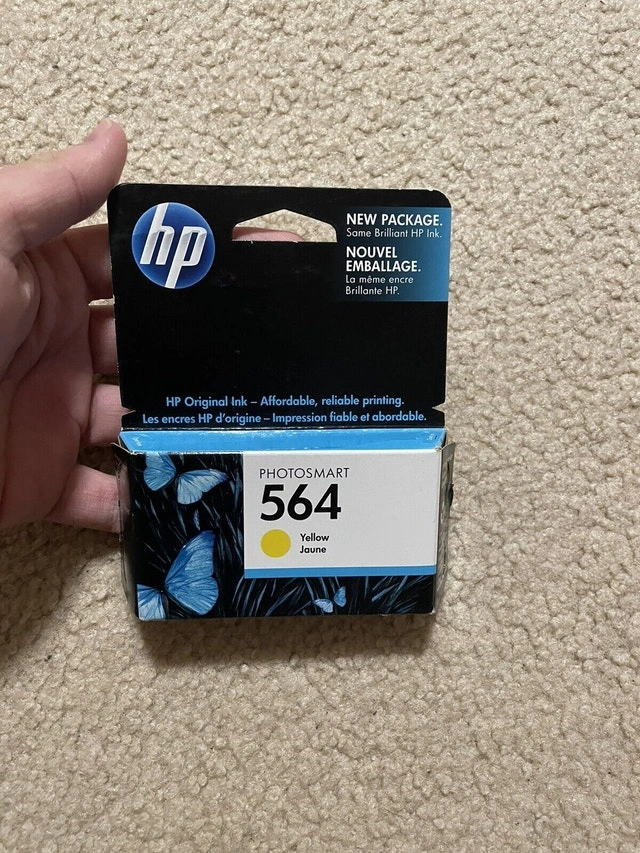 hp
NEW PACKAGE.
Same Brilliant HP Ink.
NOUVEL
EMBALLAGE.
La même encre
Brillante HP.
HP Original Ink – Affordable, reliable printing.
Les encres HP d'origine – Impression fiable et abordable.
PHOTOSMART
564
Yellow
Jaune